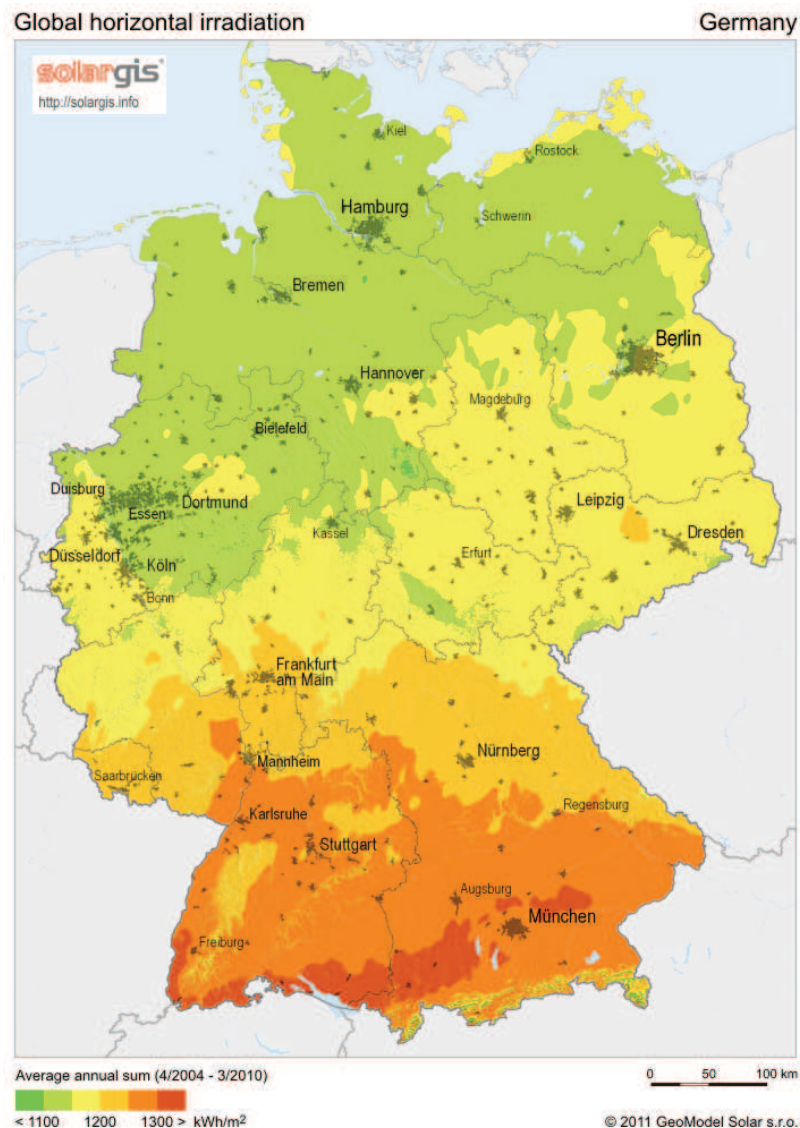 Global horizontal irradiation
Germany
solargis
http://solargis.info
Kiel
Rostock
Hamburg
Schwerin
Bremen
Berlin
Hannover
Magdeburg
Bielefeld
Duisburg
Dortmund
Essen
Leipzig
Kassel
Dresden
Düsseldorf
Köln
Erfurt
Bonn
Frankfurt
am Main
Nürnberg
Mannheim
Saarbrücken
Regensburg
Karlsruhe
Stuttgart
Augsburg
München
Freiburg
Average annual sum (4/2004 - 3/2010)
0 50 100 km
< 1100 1200 1300 > kWh/m²
© 2011 GeoModel Solar s.r.o.